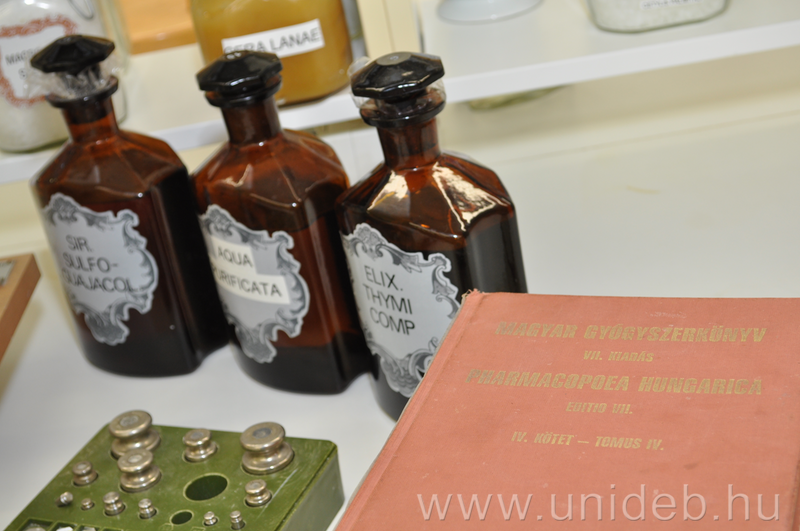 CERA LANAE
SIR.
SULFO-
GUAJACOL
AQUA
PURIFICATA
ELIX.
THYMI
COMP
MAGYAR GYÓGYSZERKÖNYV
VII. KIADÁS
PHARMACOPOEA HUNGARICA
EDITIO VII.
IV. KÖTET — TOMUS IV.
www.unideb.hu